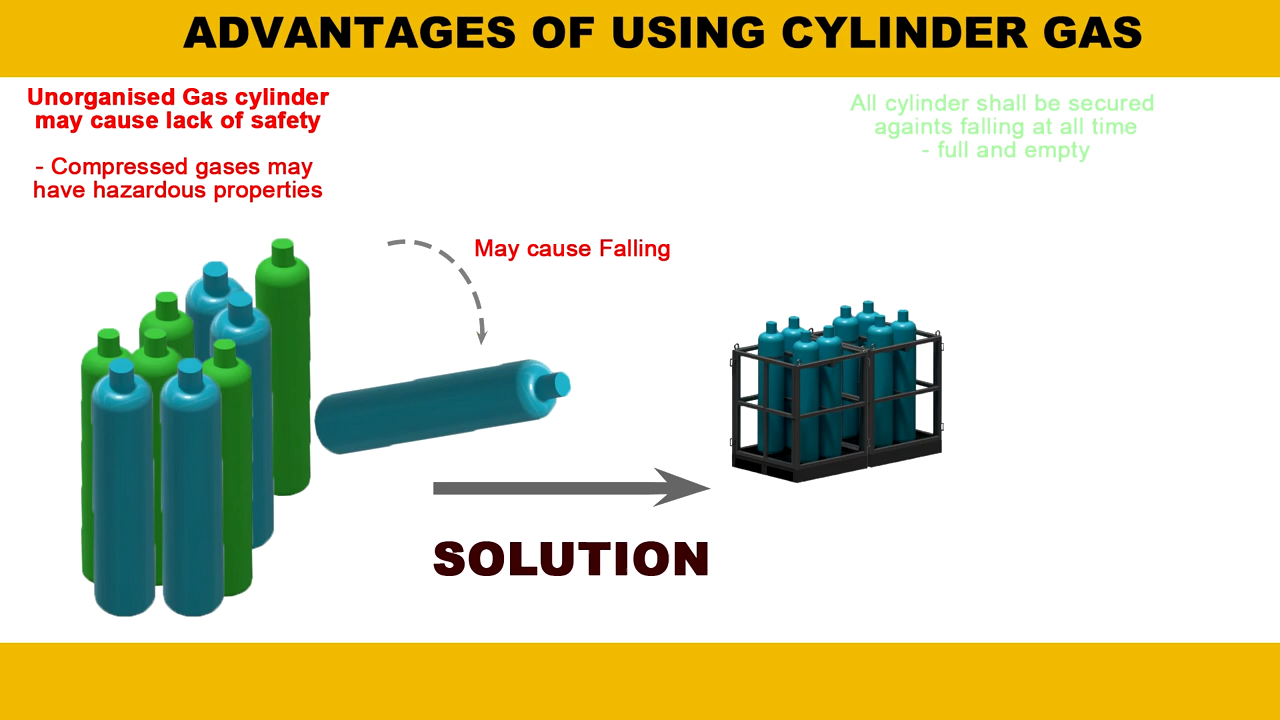 ADVANTAGES OF USING CYLINDER GAS
Unorganised Gas cylinder
may cause lack of safety
- Compressed gases may
have hazardous properties
All cylinder shall be secured
againts falling at all time
- full and empty
May cause Falling
SOLUTION